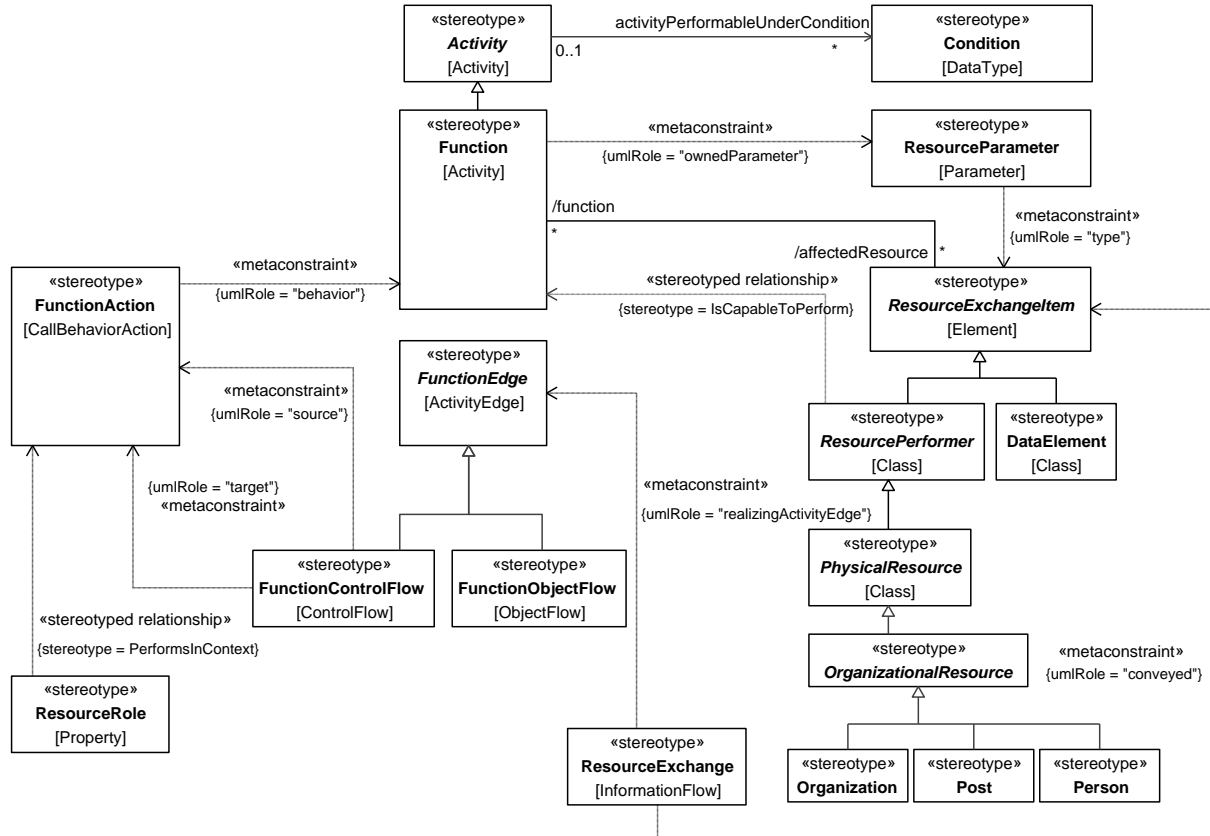 «stereotype»
Activity
[Activity]
activityPerformableUnderCondition
0..1
*
«stereotype»
Condition
[DataType]
«stereotype»
Function
[Activity]
«metaconstraint»
{umlRole = "ownedParameter"}
«stereotype»
ResourceParameter
[Parameter]
/function
*
/affectedResource
*
«metaconstraint»
{umlRole = "type"}
«stereotype»
FunctionAction
[CallBehaviorAction]
«metaconstraint»
{umlRole = "behavior"}
«stereotyped relationship»
{stereotype = IsCapableToPerform}
«stereotype»
ResourceExchangeItem
[Element]
«stereotype»
FunctionEdge
[ActivityEdge]
«metaconstraint»
{umlRole = "source"}
«stereotype»
ResourcePerformer
[Class]
«stereotype»
DataElement
[Class]
{umlRole = "target"}
«metaconstraint»
«metaconstraint»
{umlRole = "realizingActivityEdge"}
«stereotype»
FunctionControlFlow
[ControlFlow]
«stereotype»
FunctionObjectFlow
[ObjectFlow]
«stereotype»
PhysicalResource
[Class]
«stereotyped relationship»
{stereotype = PerformsInContext}
«stereotype»
OrganizationalResource
«metaconstraint»
{umlRole = "conveyed"}
«stereotype»
ResourceRole
[Property]
«stereotype»
ResourceExchange
[InformationFlow]
«stereotype»
Organization
«stereotype»
Post
«stereotype»
Person